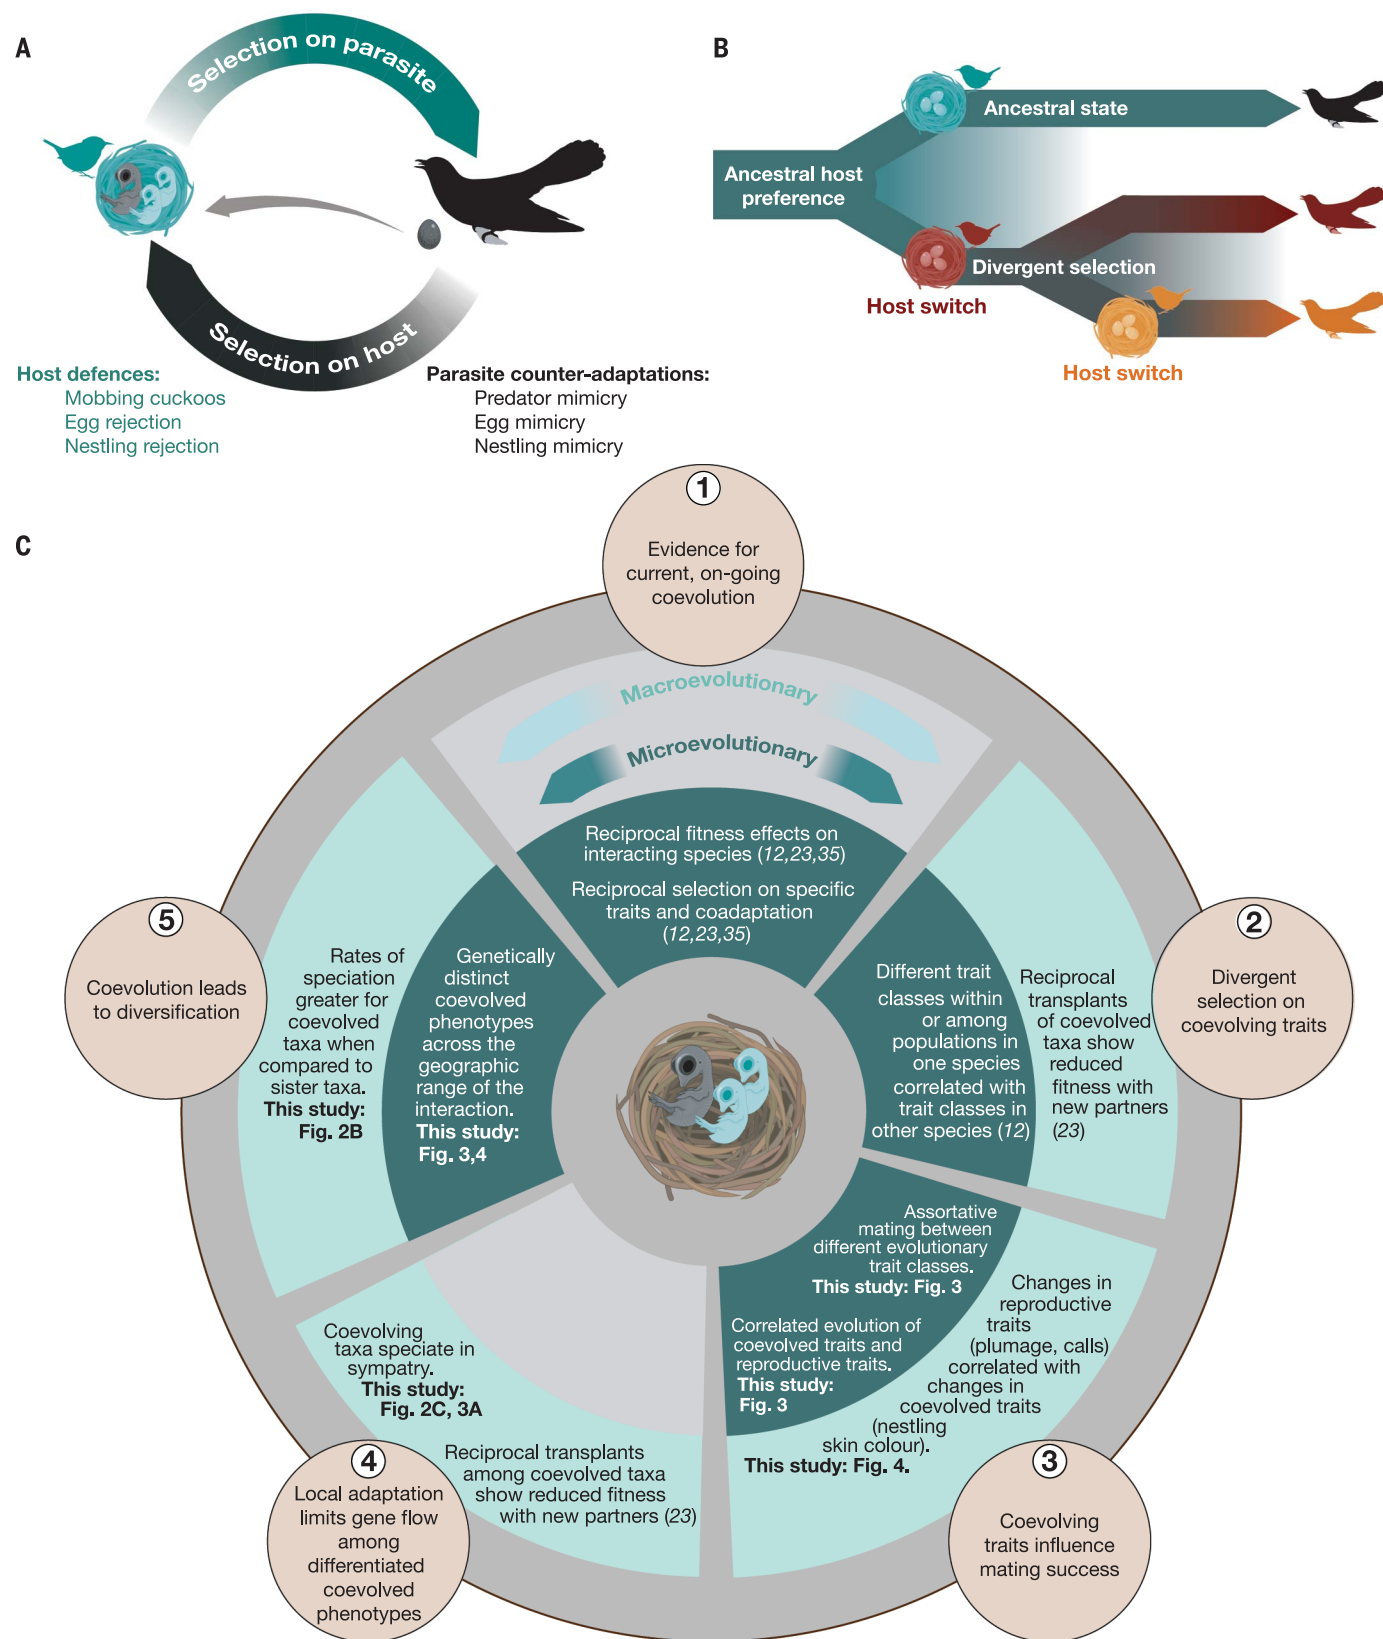 A
Selection on parasite
Selection on host
Host defences:
Mobbing cuckoos
Egg rejection
Nestling rejection
Parasite counter-adaptations:
Predator mimicry
Egg mimicry
Nestling mimicry
B
Ancestral host
preference
Ancestral state
Host switch
Divergent selection
Host switch
C
1
Evidence for
current, on-going
coevolution
Macroevolutionary
Microevolutionary
Reciprocal fitness effects on
interacting species (12,23,35)
Reciprocal selection on specific
traits and coadaptation
(12,23,35)
2
Divergent
selection on
coevolving traits
Different trait
classes within
or among
populations in
one species
correlated with
trait classes in
other species (12)
Reciprocal
transplants
of coevolved
taxa show
reduced
fitness with
new partners
(23)
3
Coevolving
traits influence
mating success
Assortative
mating between
different evolutionary
trait classes.
This study: Fig. 3
Correlated evolution of
coevolved traits and
reproductive traits.
This study:
Fig. 3
Changes in
reproductive
traits
(plumage, calls)
correlated with
changes in
coevolved traits
(nestling
skin colour).
This study: Fig. 4.
4
Local adaptation
limits gene flow
among
differentiated
coevolved
phenotypes
Coevolving
taxa speciate in
sympatry.
This study:
Fig. 2C, 3A
Reciprocal transplants
among coevolved taxa
show reduced fitness
with new partners (23)
5
Coevolution leads
to diversification
Rates of
speciation
greater for
coevolved
taxa when
compared to
sister taxa.
This study:
Fig. 2B
Genetically
distinct
coevolved
phenotypes
across the
geographic
range of the
interaction.
This study:
Fig. 3,4